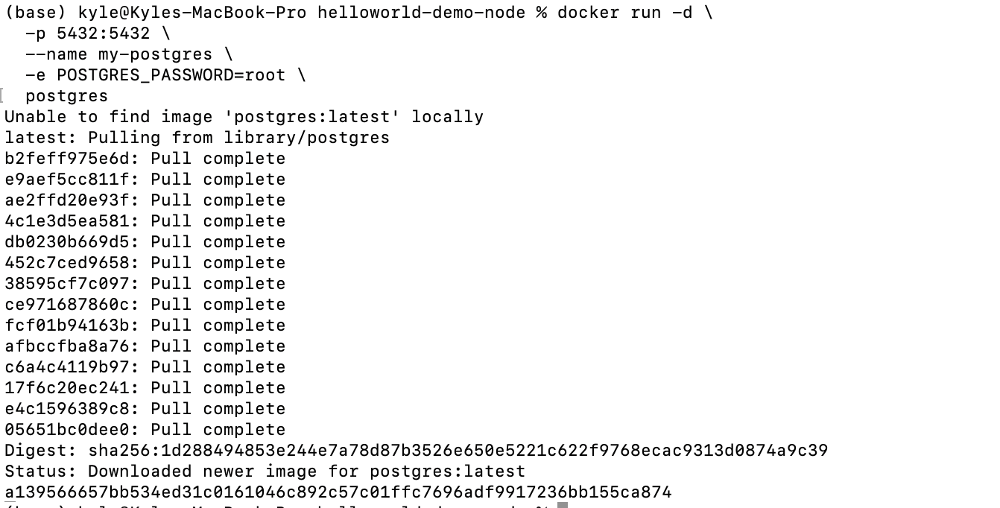 (base) kyle@Kyles-MacBook-Pro helloworld-demo-node % docker run -d \
-p 5432:5432 \
--name my-postgres \
-e POSTGRES_PASSWORD=root \
postgres
Unable to find image 'postgres:latest' locally
latest: Pulling from library/postgres
b2feff975e6d: Pull complete
e9aef5cc811f: Pull complete
ae2ffd20e93f: Pull complete
4c1e3d5ea581: Pull complete
db0230b669d5: Pull complete
452c7ced9658: Pull complete
38595cf7c097: Pull complete
ce971687860c: Pull complete
fcf01b94163b: Pull complete
afbccfba8a76: Pull complete
c6a4c4119b97: Pull complete
17f6c20ec241: Pull complete
e4c1596389c8: Pull complete
05651bc0dee0: Pull complete
Digest: sha256:1d288494853e244e7a78d87b3526e650e5221c622f9768ecac9313d0874a9c39
Status: Downloaded newer image for postgres:latest
a139566657bb534ed31c0161046c892c57c01ffc7696adf9917236bb155ca874